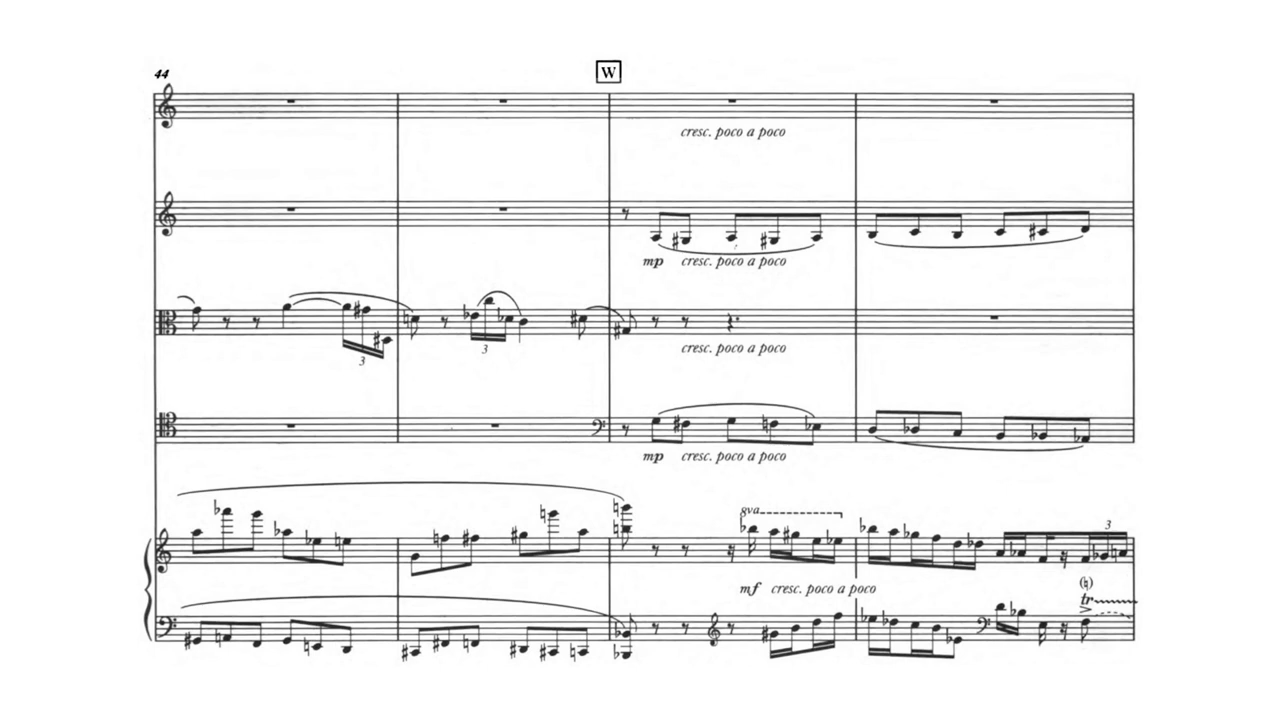 44
W
cresc. poco a poco
mp cresc. poco a poco
3
3
cresc. poco a poco
mp cresc. poco a poco
8va
3
mf cresc. poco a poco
tr